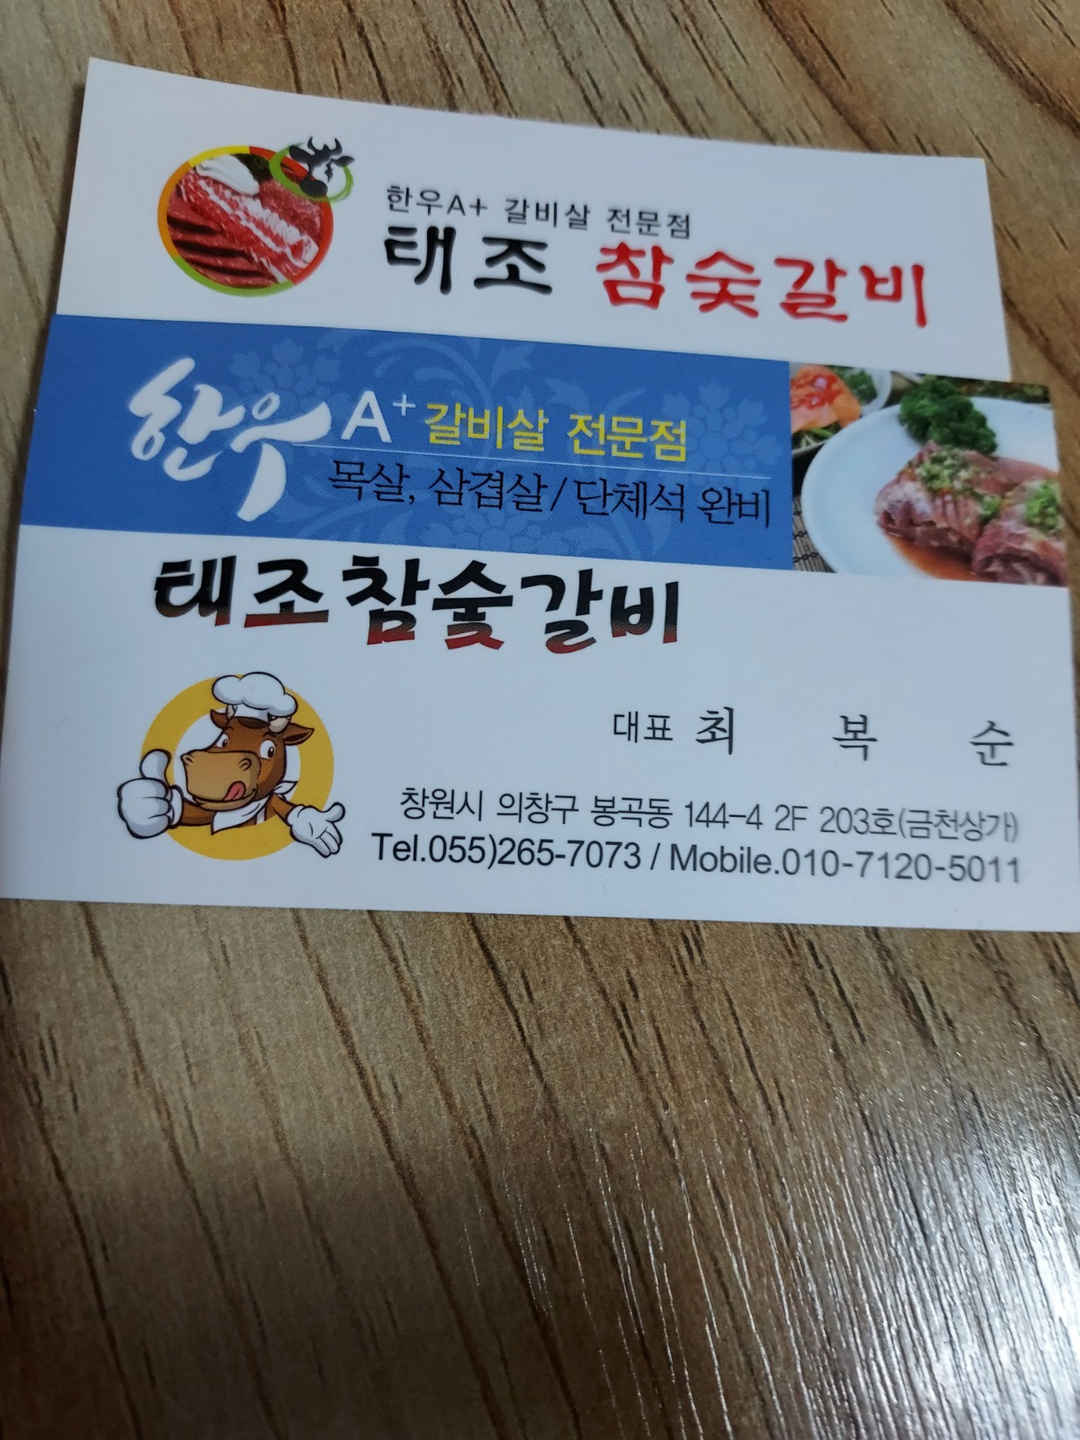 한우A+ 갈비살 전문점
태조 참숯갈비
한우 A+ 갈비살 전문점
목살, 삼겹살/단체석 완비
태조참숯갈비
대표 최 복 순
창원시 의창구 봉곡동 144-4 2F 203호(금천상가)
Tel.055)265-7073 / Mobile.010-7120-5011